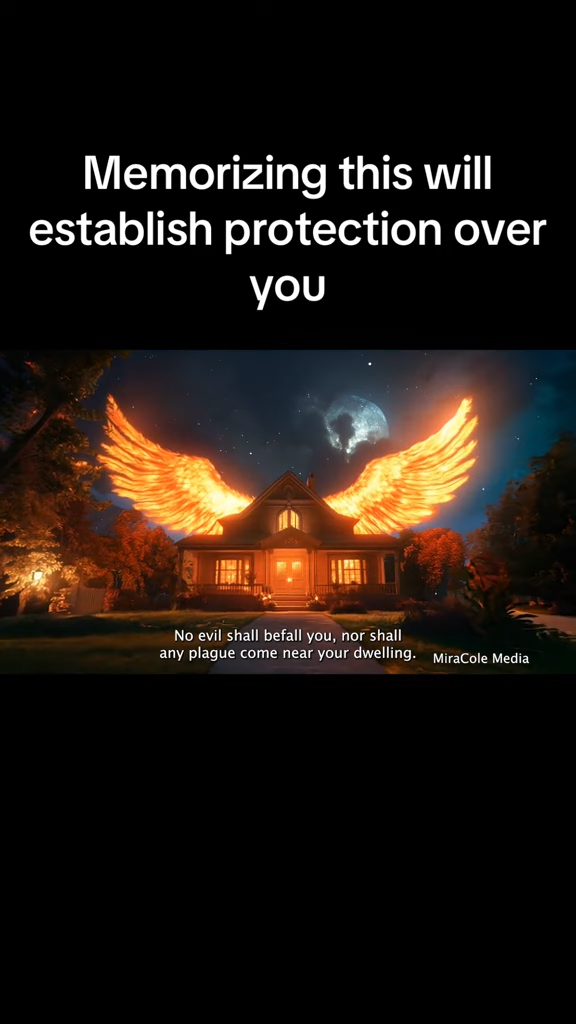 Memorizing this will
establish protection over
you
No evil shall befall you, nor shall
any plague come near your dwelling.
MiraCole Media